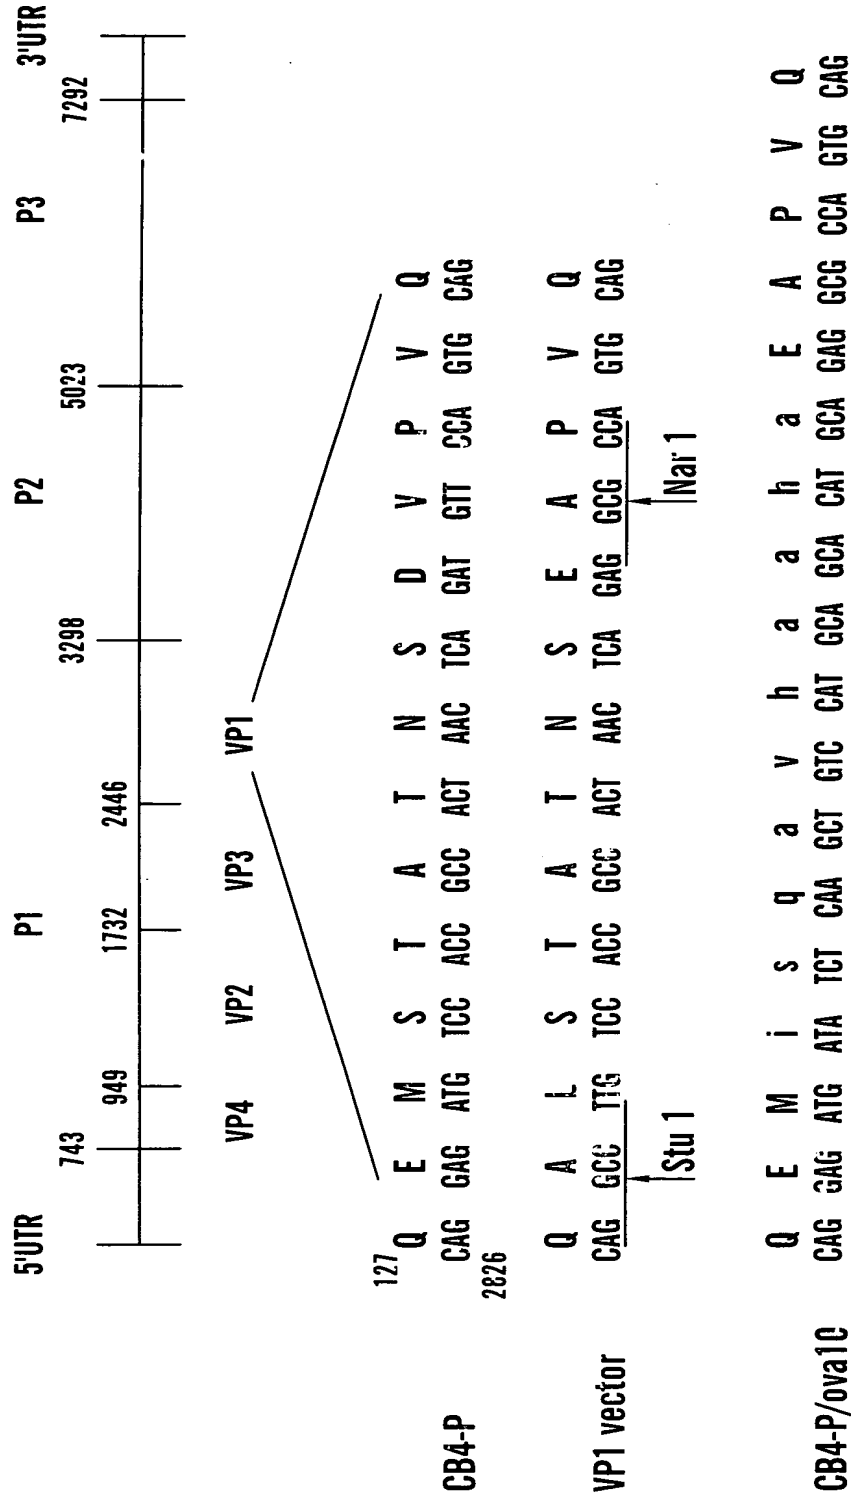 5'UTR P1 P2 P3 3'UTR
743 949 1732 2446 3298 5023 7292
VP4 VP2 VP3 VP1
127
CB4-P Q E M S T A T N S D V P V Q
CAG GAG ATG TCC ACC GCC ACT AAC TCA GAT GTT CCA GTG CAG
2826
VP1 vector Q A L S T A T N S E A P V Q
CAG GCC TTG TCC ACC GCC ACT AAC TCA GAG GCG CCA GTG CAG
Stu 1 Nar 1
CB4-P/ova10 Q E M i s q a v h a a h a E A P V Q
CAG GAG ATG ATA TCT CAA GCT GTC CAT GCA GCA CAT GCA GAG GCG CCA GTG CAG